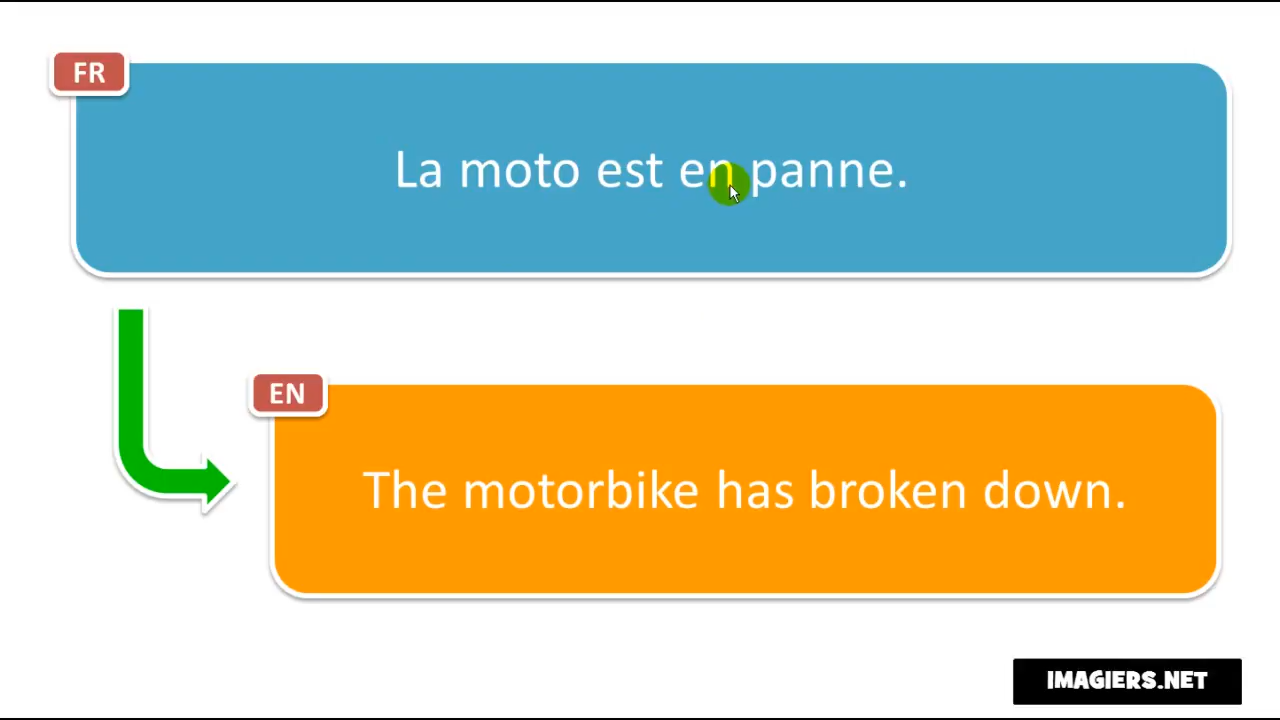 FR
La moto est en panne.
EN
The motorbike has broken down.
IMAGIERS.NET